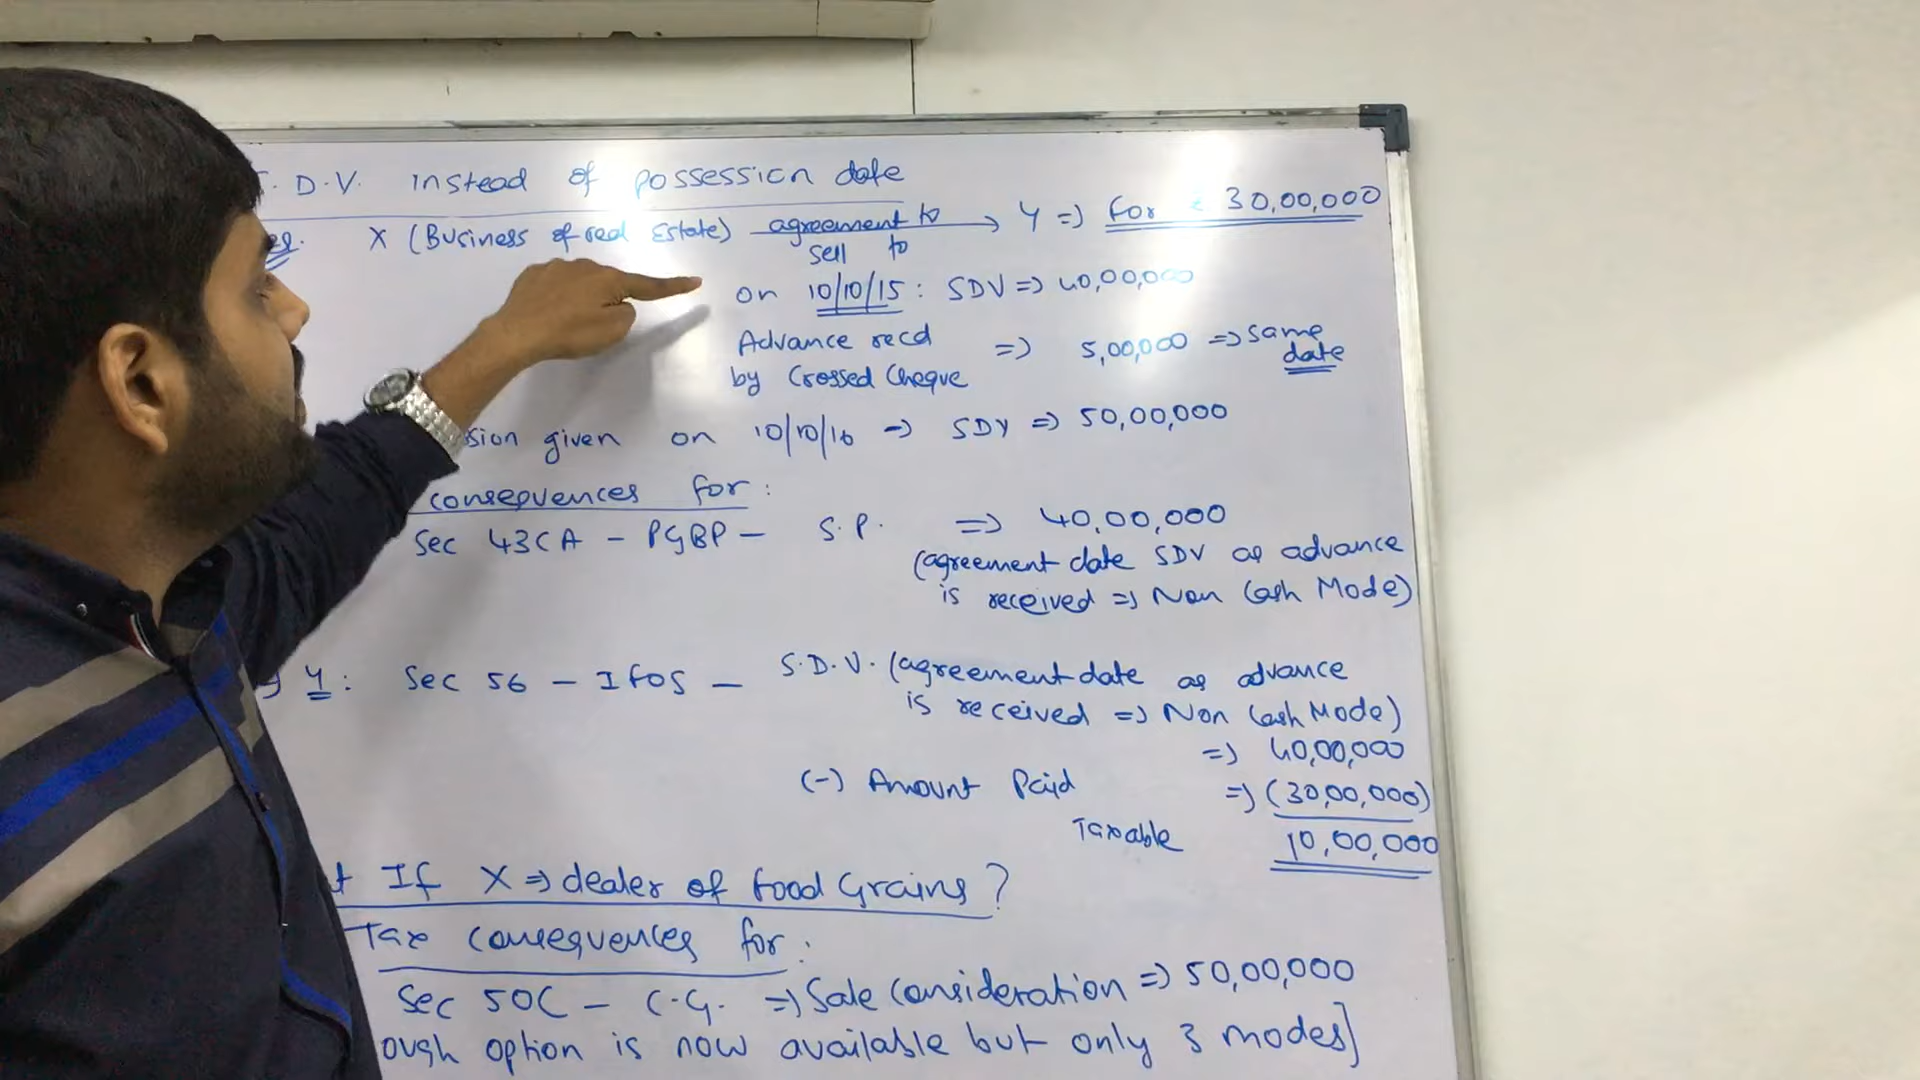 . D.V. instead of possession date
eg. X (Business of real Estate) agreement to sell to → Y => for ₹ 30,00,000
on 10/10/15 : SDV => 40,00,000
Advance recd by Crossed Cheque => 5,00,000 => same date
sion given on 10/10/16 → SDV => 50,00,000
consequences for :
Sec 43CA - PGBP - S.P. => 40,00,000
(agreement date SDV as advance
is received => Non Cash Mode)
Y : Sec 56 - IFOS - S.D.V. (agreement date as advance
is received => Non Cash Mode)
=> 40,00,000
(-) Amount Paid => (30,00,000)
Taxable 10,00,000
If X => dealer of Food Grains ?
Tax consequences for :
Sec 50C - C.G. => Sale Consideration => 50,00,000
ough option is now available but only 3 modes]